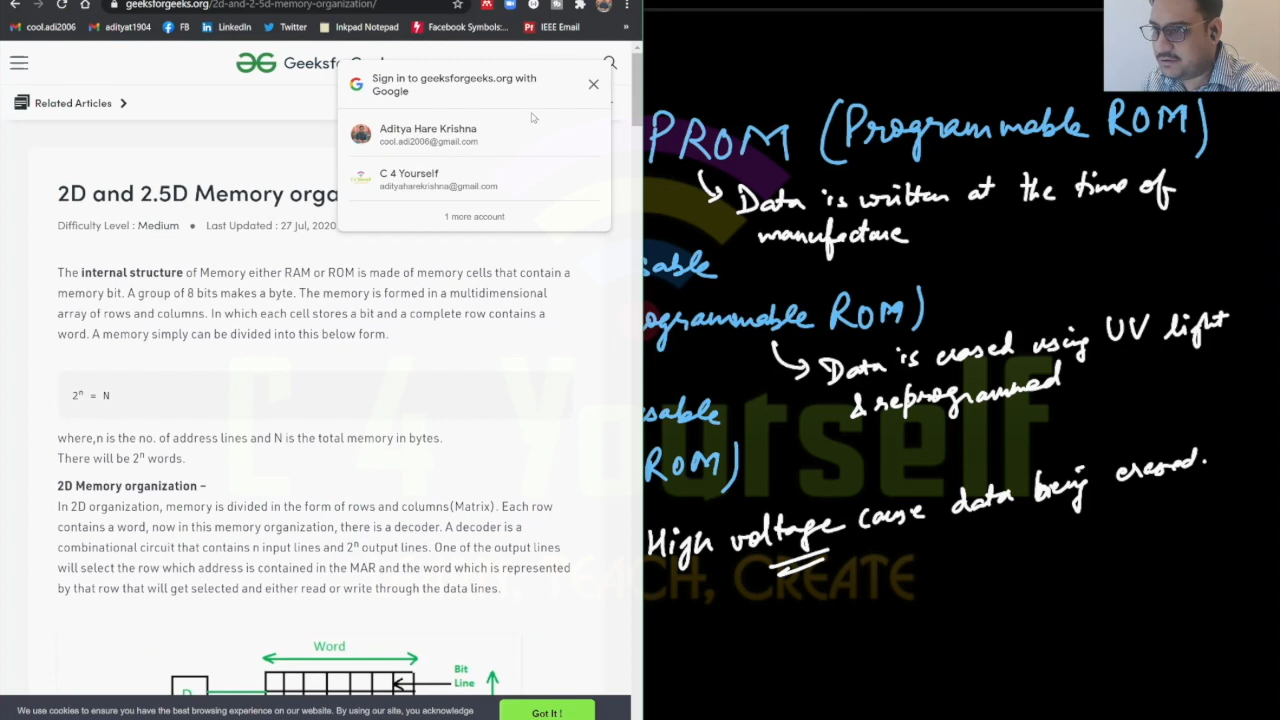 geeksforgeeks.org/2d-and-2-5d-memory-organization/
cool.adi2006 adityat1904 FB LinkedIn Twitter Inkpad Notepad Facebook Symbols:... IEEE Email »
Related Articles
Sign in to geeksforgeeks.org with
Google
Aditya Hare Krishna
cool.adi2006@gmail.com
C 4 Yourself
adityaharekrishna@gmail.com
1 more account
2D and 2.5D Memory orga
Difficulty Level : Medium • Last Updated : 27 Jul, 2020
The internal structure of Memory either RAM or ROM is made of memory cells that contain a
memory bit. A group of 8 bits makes a byte. The memory is formed in a multidimensional
array of rows and columns. In which each cell stores a bit and a complete row contains a
word. A memory simply can be divided into this below form.
2ⁿ = N
where,n is the no. of address lines and N is the total memory in bytes.
There will be 2ⁿ words.
2D Memory organization –
In 2D organization, memory is divided in the form of rows and columns(Matrix). Each row
contains a word, now in this memory organization, there is a decoder. A decoder is a
combinational circuit that contains n input lines and 2ⁿ output lines. One of the output lines
will select the row which address is contained in the MAR and the word which is represented
by that row that will get selected and either read or write through the data lines.
Word
Bit
Line
D
We use cookies to ensure you have the best browsing experience on our website. By using our site, you acknowledge
Got It !
PROM (Programmable ROM)
Data is written at the time of
manufacture
sable
ogrammable ROM)
Data is erased using UV light
& reprogrammed
sable
ROM)
High voltage cause data being erased.
C 4 Yourself
TEACH, CREATE